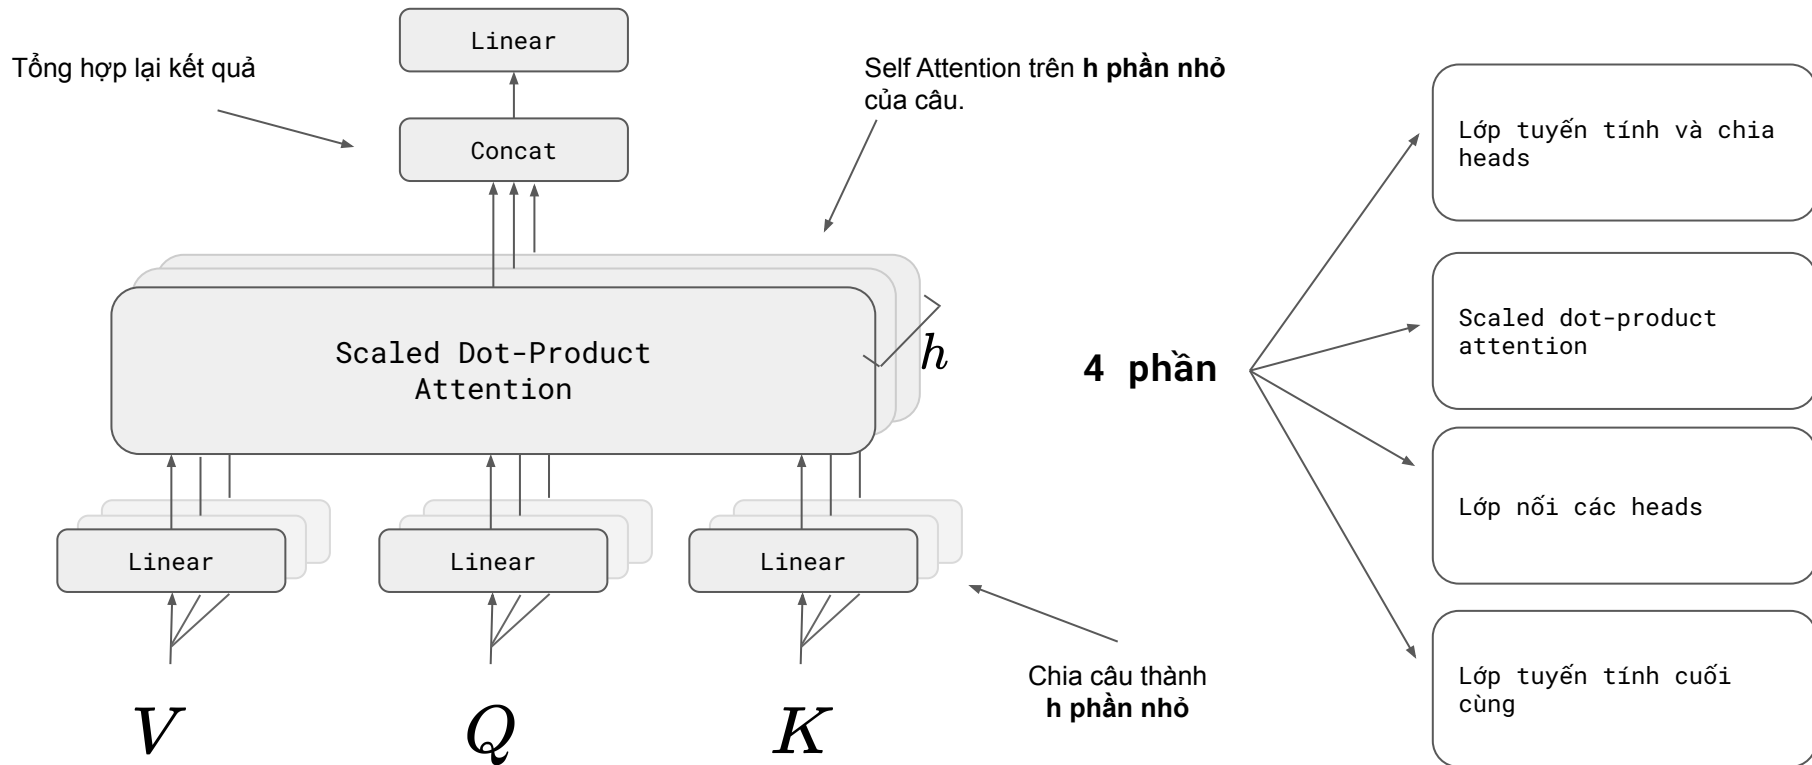 Linear
Tổng hợp lại kết quả
Self Attention trên h phần nhỏ
của câu.
Concat
Scaled Dot-Product
Attention
h
Linear
Linear
Linear
V
Q
K
Chia câu thành
h phần nhỏ
4 phần
Lớp tuyến tính và chia
heads
Scaled dot-product
attention
Lớp nối các heads
Lớp tuyến tính cuối
cùng